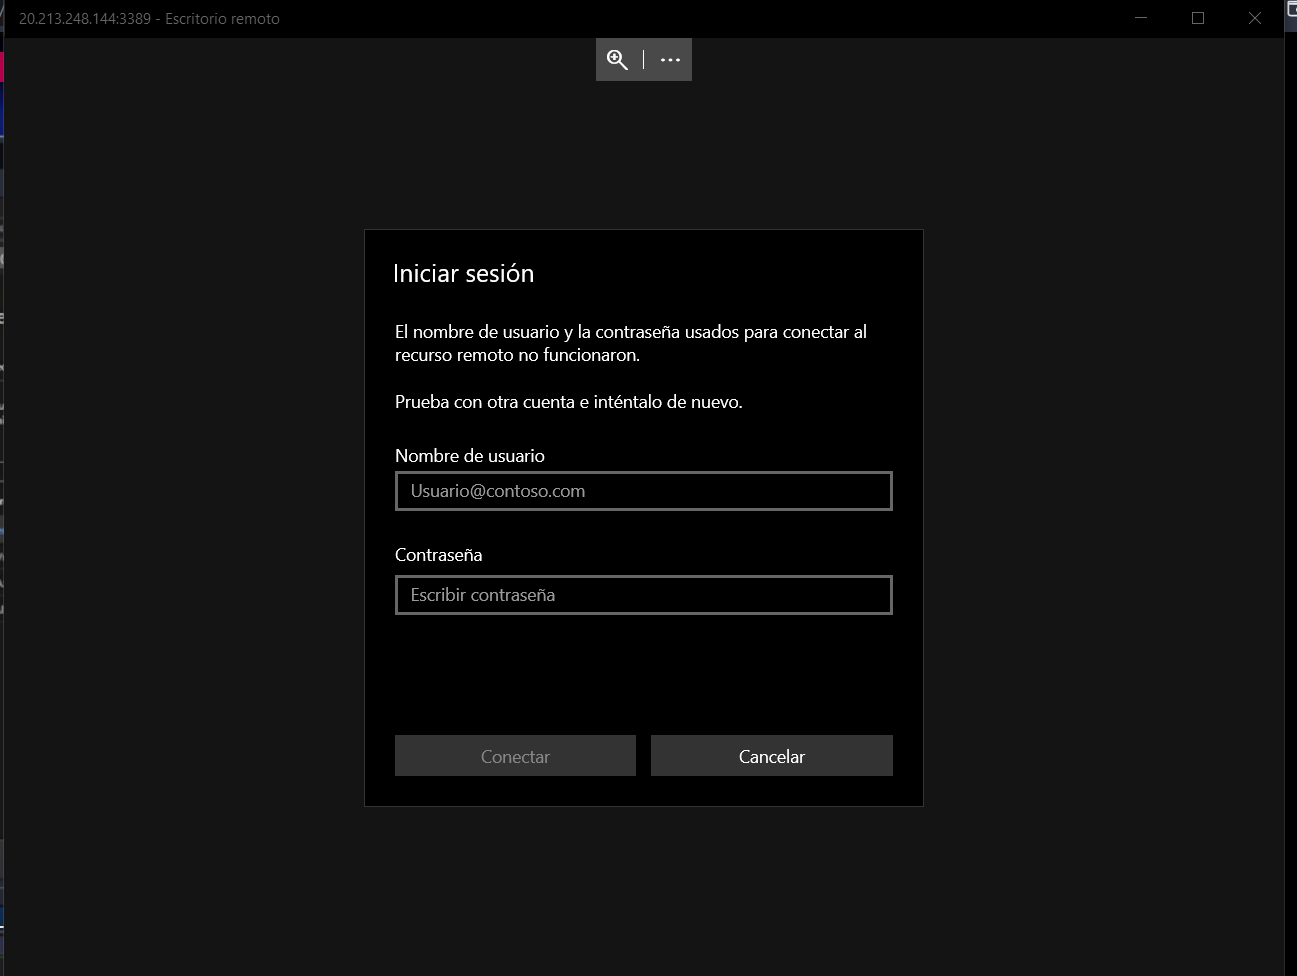 20.213.248.144:3389 - Escritorio remoto
Iniciar sesión
El nombre de usuario y la contraseña usados para conectar al
recurso remoto no funcionaron.
Prueba con otra cuenta e inténtalo de nuevo.
Nombre de usuario
Usuario@contoso.com
Contraseña
Escribir contraseña
Conectar
Cancelar